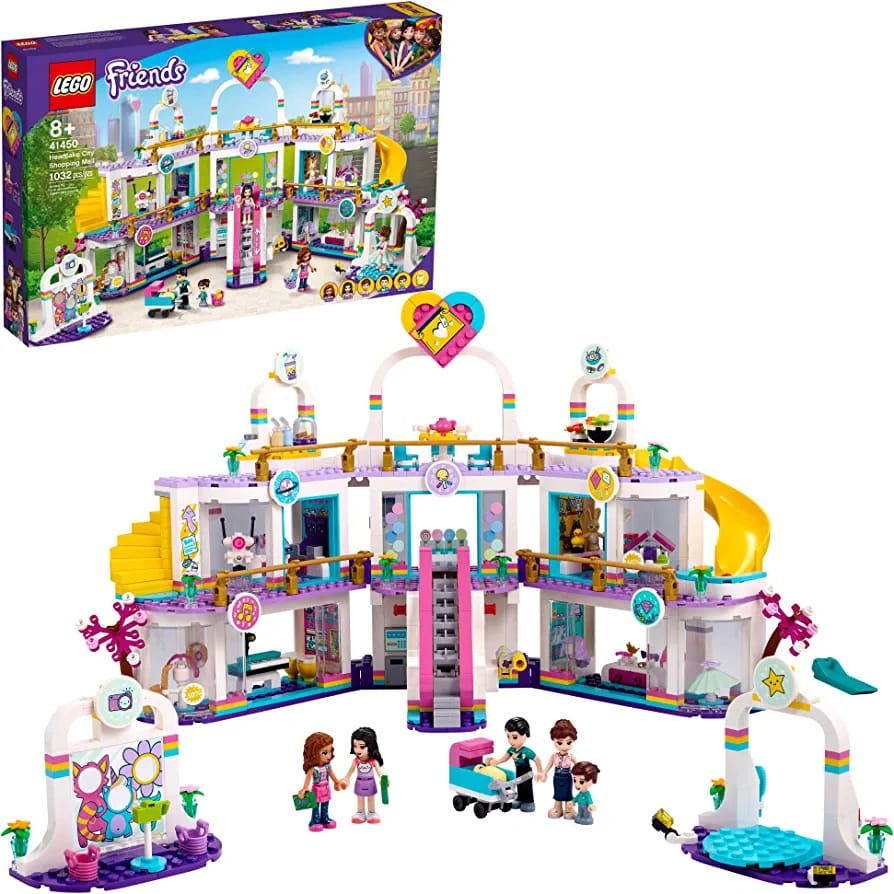 LEGO
Friends
8+
41450
Heartlake City
Shopping Mall
1032 pcs/pzs